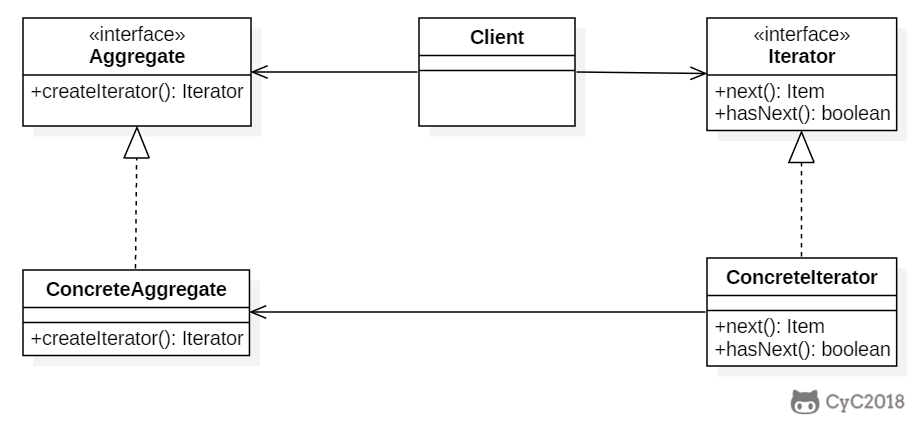 «interface»
Aggregate
+createIterator(): Iterator
Client
«interface»
Iterator
+next(): Item
+hasNext(): boolean
ConcreteAggregate
+createIterator(): Iterator
ConcreteIterator
+next(): Item
+hasNext(): boolean
CyC2018